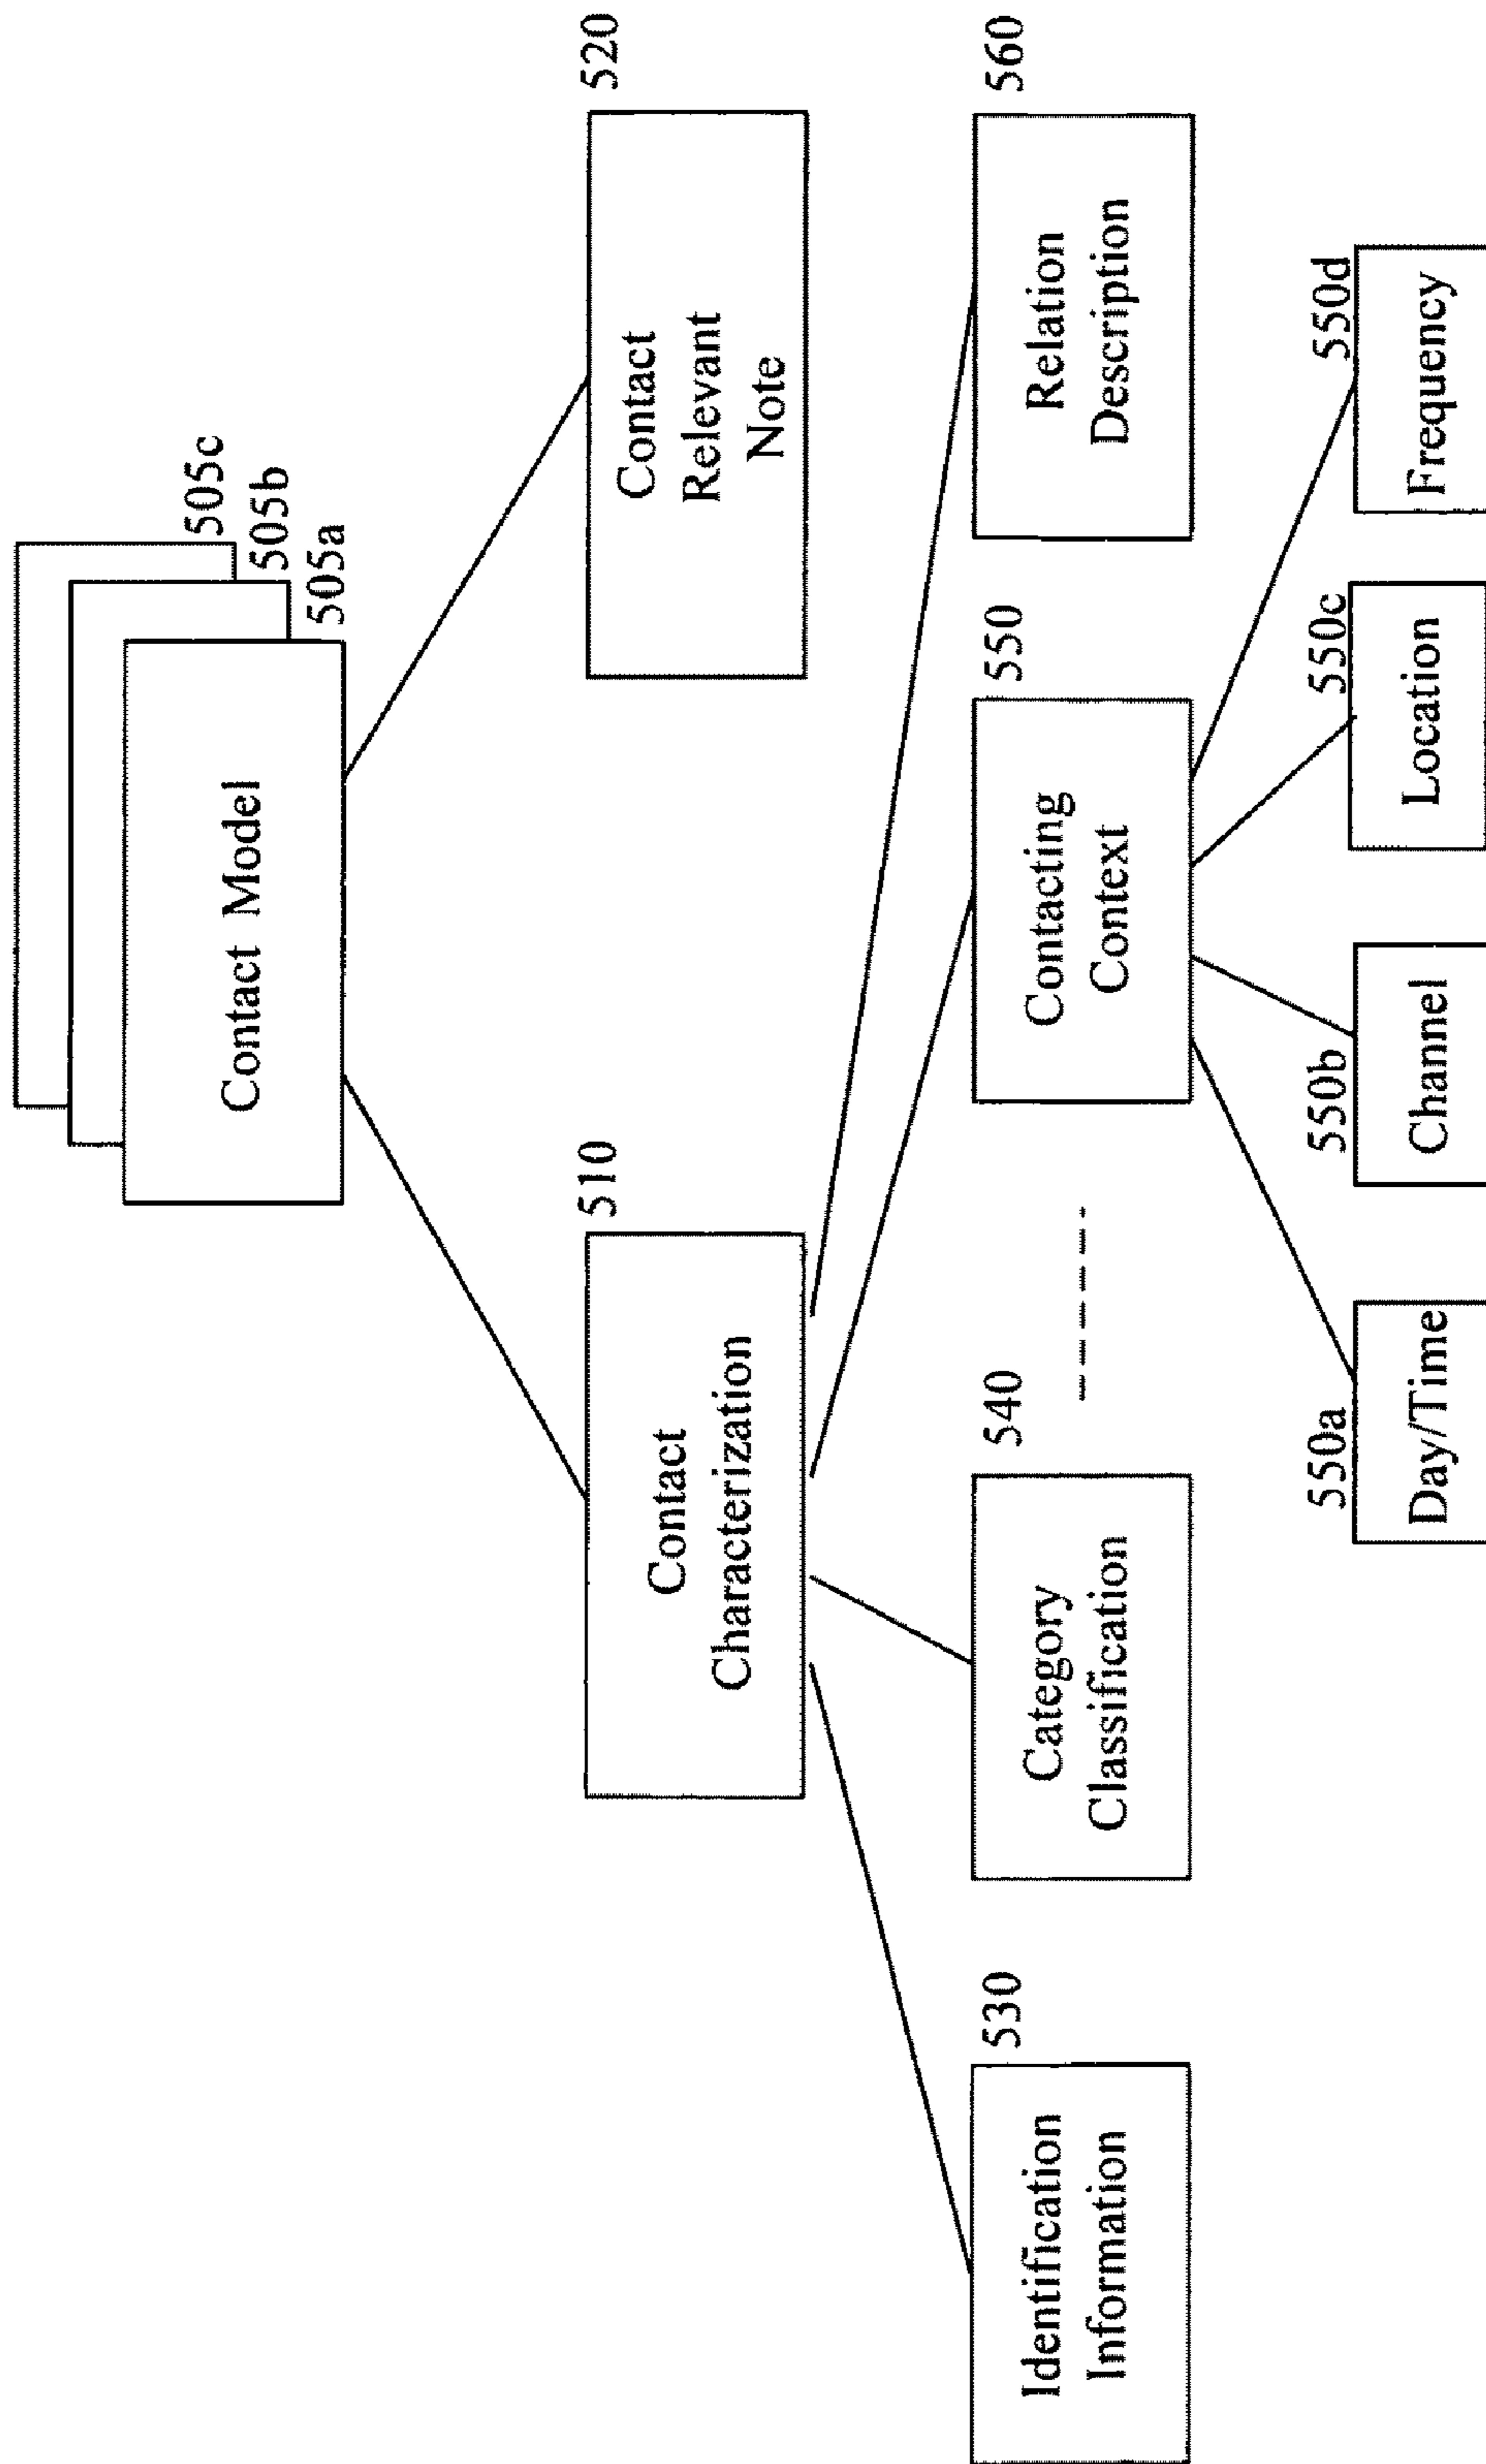 505c
505b
505a
Contact Model
510
520
Contact
Characterization
Contact
Relevant
Note
530
540
550
560
Identification
Information
Category
Classification
Contacting
Context
Relation
Description
550a
550b
550c
550d
Day/Time
Channel
Location
Frequency